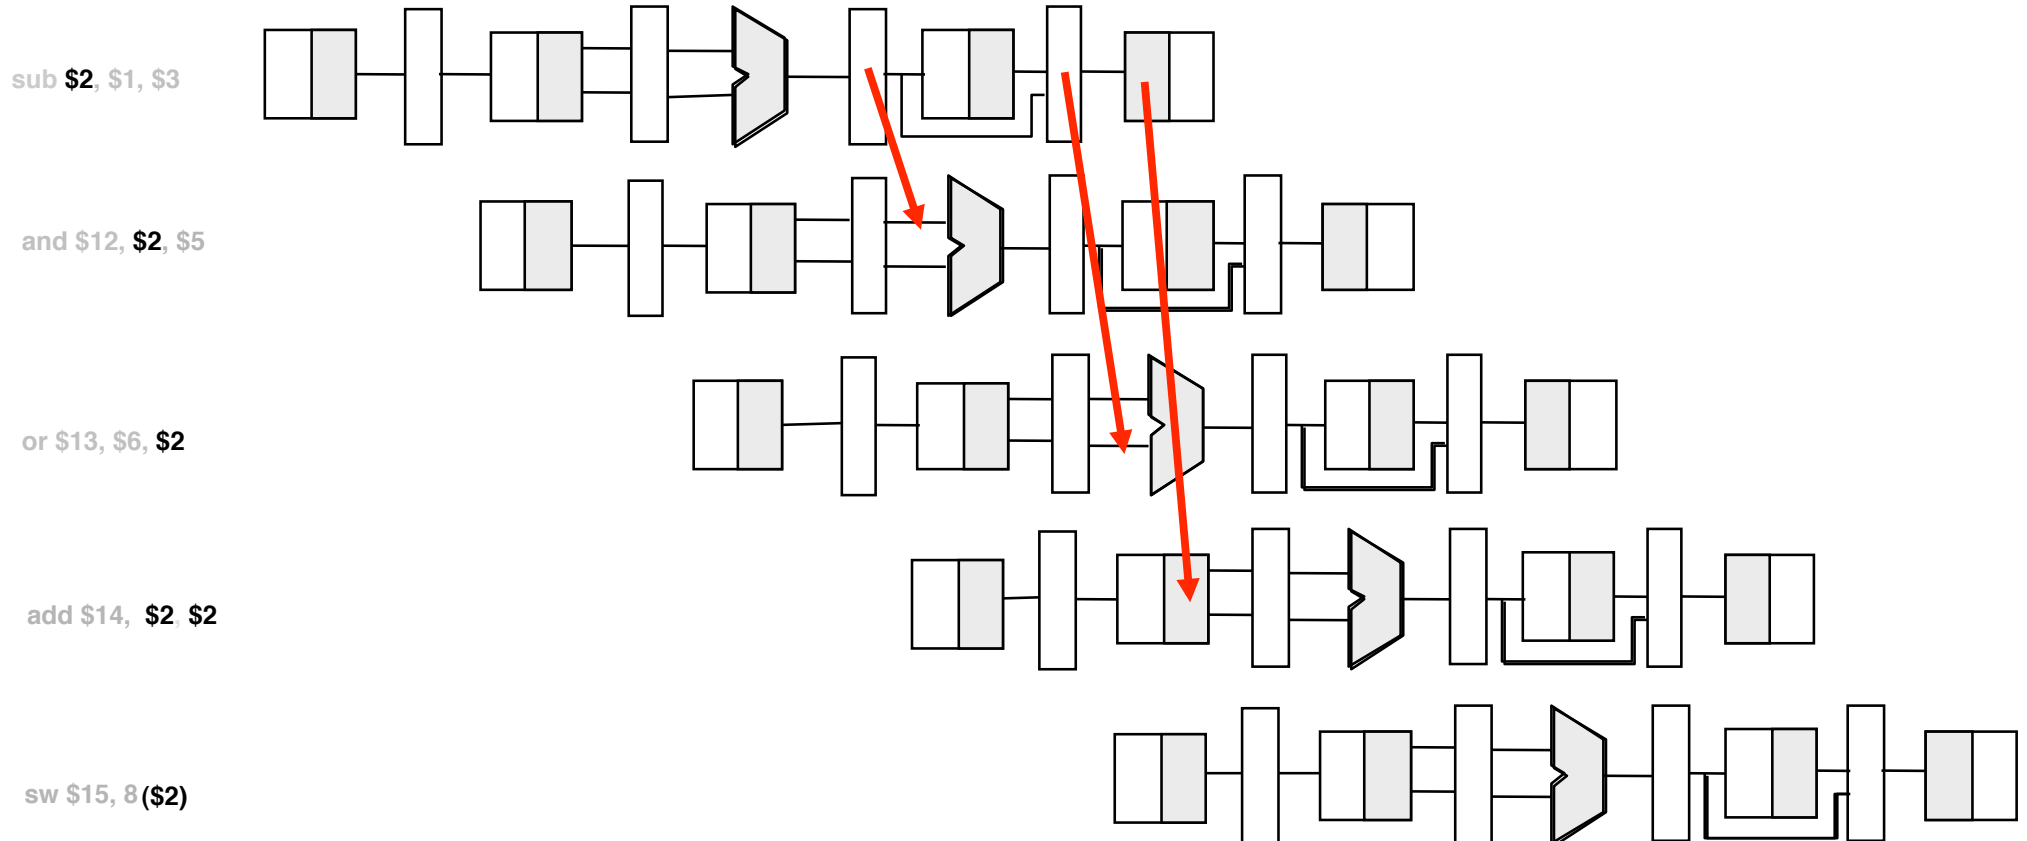 sub $2, $1, $3
and $12, $2, $5
or $13, $6, $2
add $14, $2, $2
sw $15, 8($2)